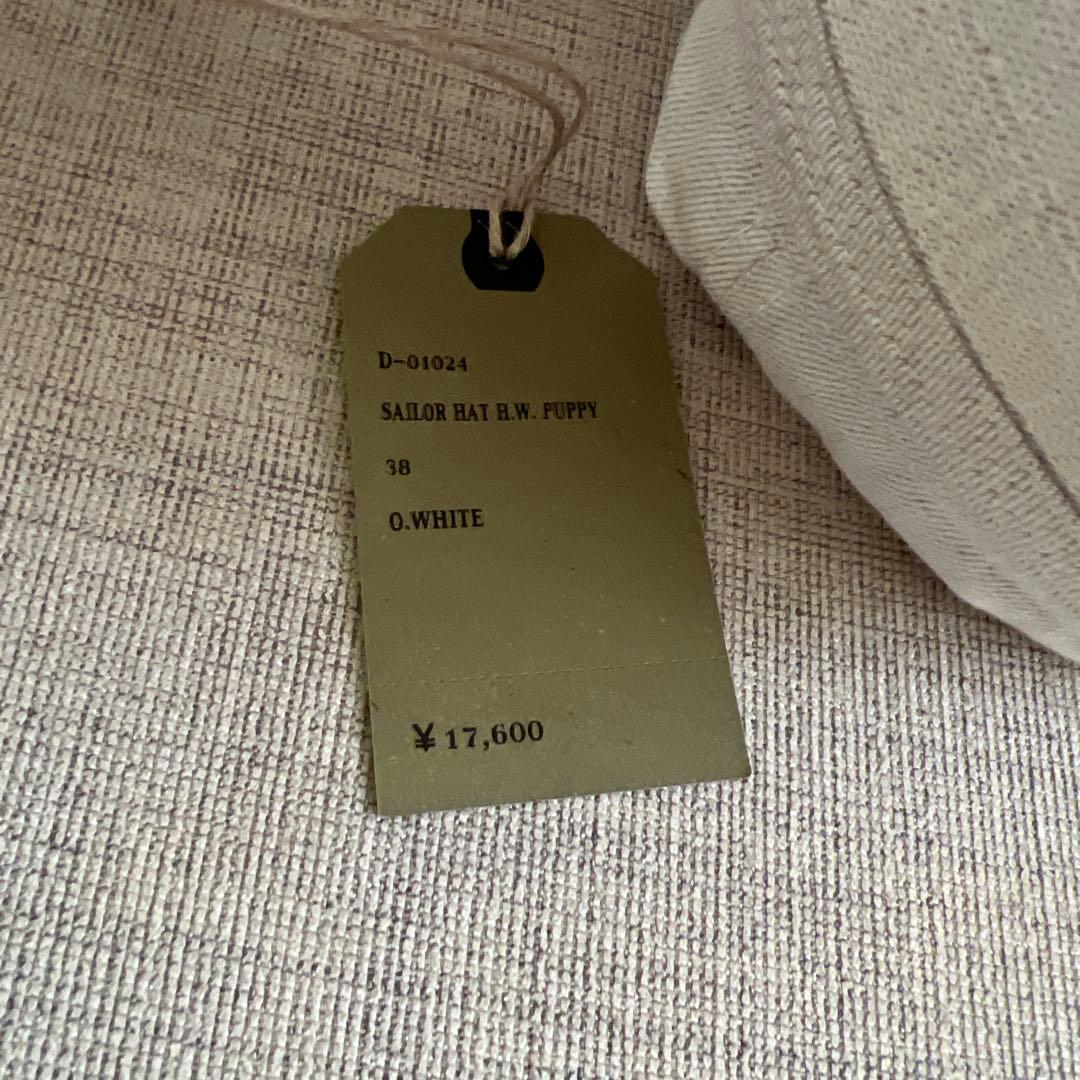 D-01024
SAILOR HAT H.W. PUPPY
38
O.WHITE
¥ 17,600